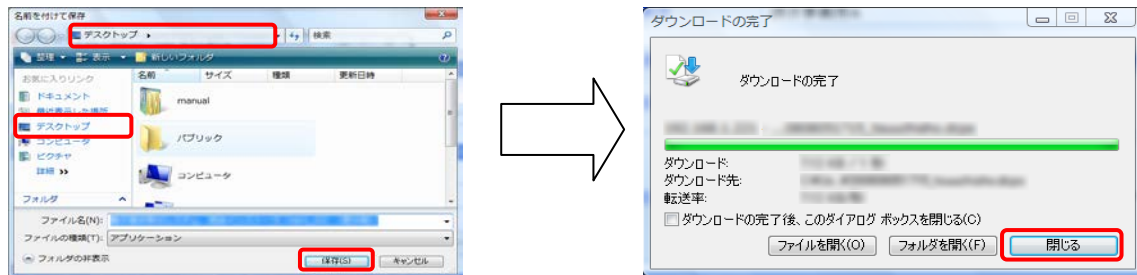 名前を付けて保存
デスクトップ
検索
整理 表示 新しいフォルダ
お気に入りリンク
名前 サイズ 種類 更新日時
ドキュメント
最近表示した場所
デスクトップ
コンピュータ
ピクチャ
詳細 >>
manual
パブリック
コンピュータ
フォルダ
ファイル名(N):
ファイルの種類(T): アプリケーション
フォルダの非表示
保存(S) キャンセル
ダウンロードの完了
ダウンロードの完了
ダウンロード:
ダウンロード先:
転送率:
ダウンロードの完了後、このダイアログ ボックスを閉じる(C)
ファイルを開く(O) フォルダを開く(F) 閉じる